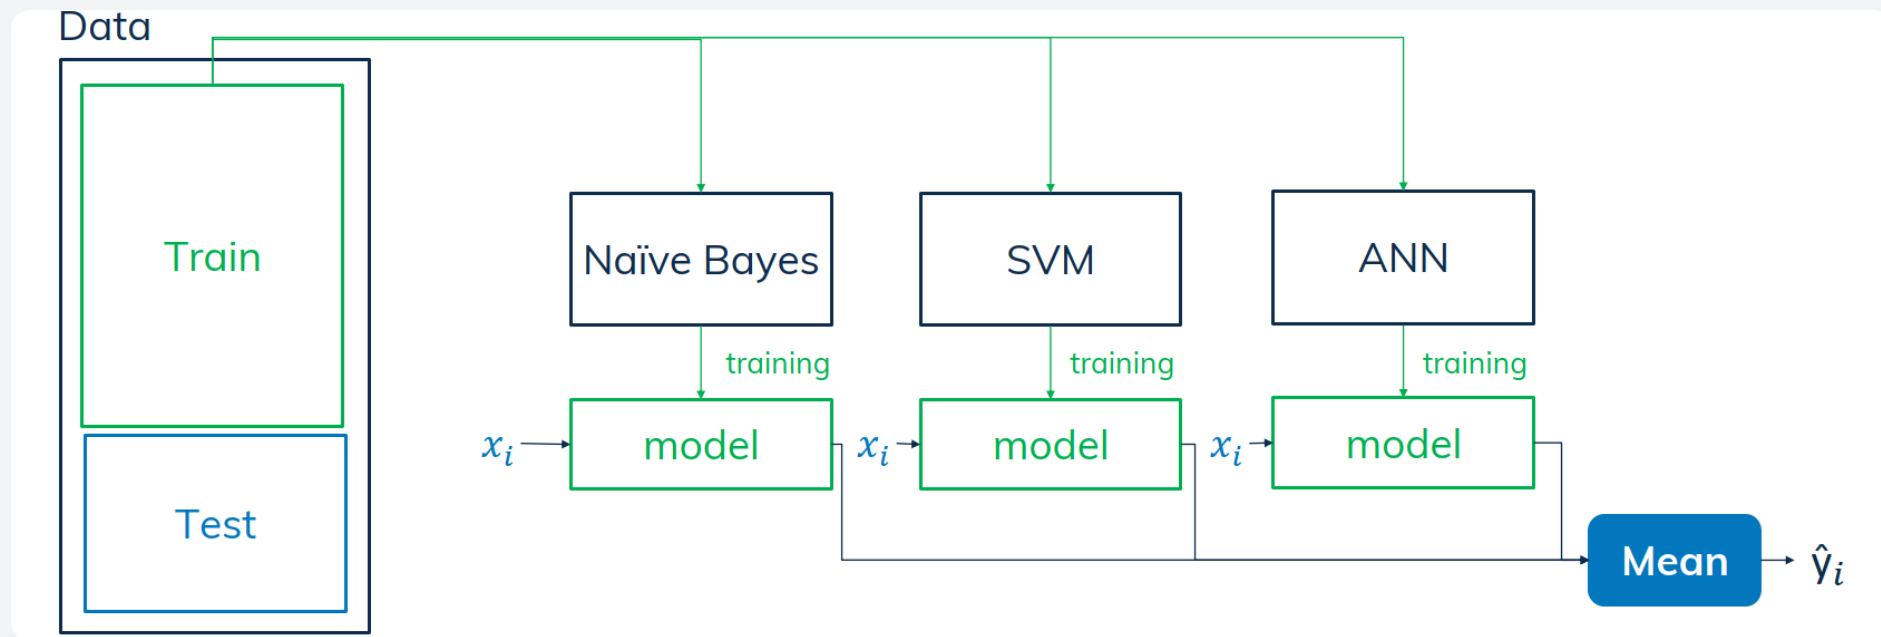 Data
Train
Test
Naïve Bayes
SVM
ANN
training
training
training
xᵢ
model
xᵢ
model
xᵢ
model
Mean
ŷᵢ